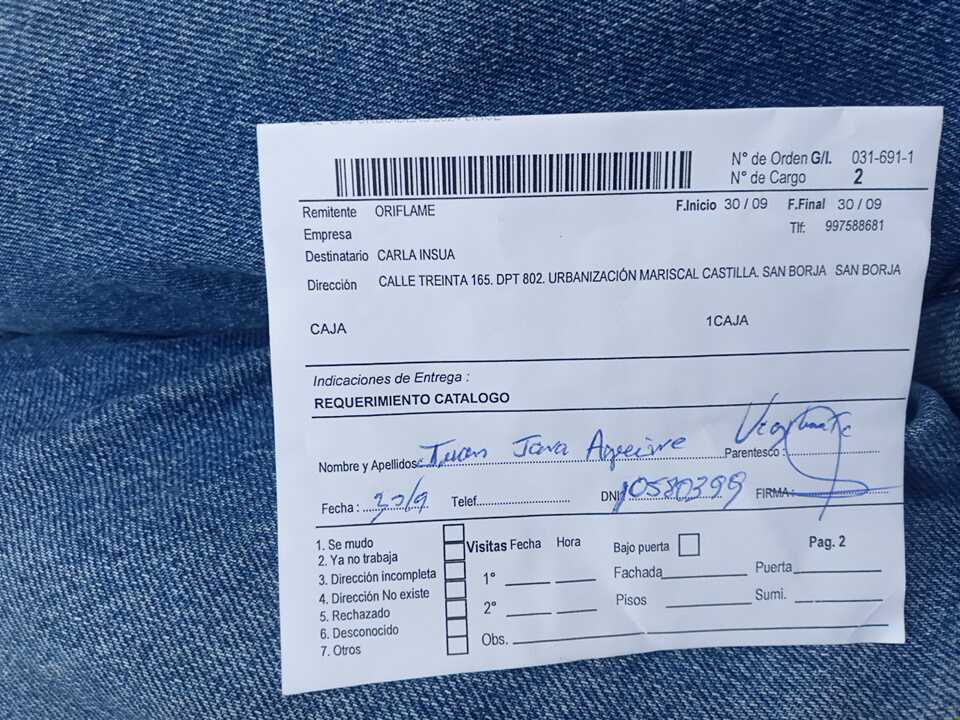 N° de Orden G/I. 031-691-1
N° de Cargo 2
Remitente ORIFLAME F.Inicio 30 / 09 F.Final 30 / 09
Empresa Tlf: 997588681
Destinatario CARLA INSUA
Dirección CALLE TREINTA 165. DPT 802. URBANIZACIÓN MARISCAL CASTILLA. SAN BORJA SAN BORJA
CAJA 1CAJA
Indicaciones de Entrega :
REQUERIMIENTO CATALOGO
Nombre y Apellidos: Juan Jara Aguirre Parentesco : Vigilante
Fecha : 30/9 Telef. DNI 10580399 FIRMA:
1. Se mudo
2. Ya no trabaja
3. Dirección incompleta
4. Dirección No existe
5. Rechazado
6. Desconocido
7. Otros
Visitas Fecha Hora
1°
2°
Obs.
Bajo puerta Pag. 2
Fachada Puerta
Pisos Sumi.